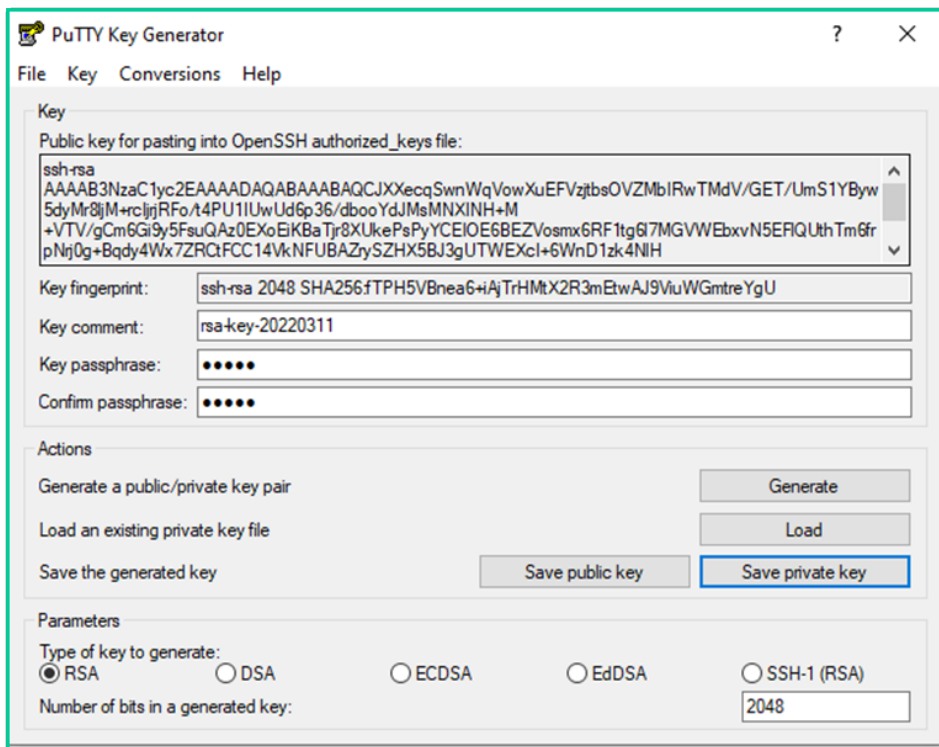 PuTTY Key Generator
File Key Conversions Help
Key
Public key for pasting into OpenSSH authorized_keys file:
ssh-rsa
AAAAB3NzaC1yc2EAAAADAQABAAABAQCJXXecqSwnWqVowXuEFVzjtbsOVZMbIRwTMdV/GET/UmS1YByw
5dyMr8ljM+rcIjrjRFo/t4PU1IUwUd6p36/dbooYdJMsMNXINH+M
+VTV/gCm6Gi9y5FsuQAz0EXoEiKBaTjr8XUkePsPyYCEIOE6BEZVosmx6RF1tg6I7MGVWEbxvN5EFIQUthTm6fr
pNrj0g+Bqdy4Wx7ZRCtFCC14VkNFUBAZrySZHX5BJ3gUTWEXcI+6WnD1zk4NIH
Key fingerprint: ssh-rsa 2048 SHA256:fTPH5VBnea6+iAjTrHMtX2R3mEtwAJ9ViuWGmtreYgU
Key comment: rsa-key-20220311
Key passphrase: •••••
Confirm passphrase: •••••
Actions
Generate a public/private key pair Generate
Load an existing private key file Load
Save the generated key Save public key Save private key
Parameters
Type of key to generate:
RSA DSA ECDSA EdDSA SSH-1 (RSA)
Number of bits in a generated key: 2048